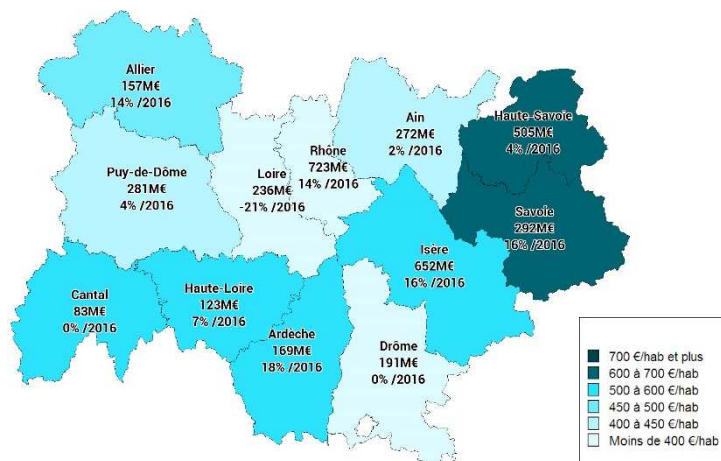 Allier
157M€
14% /2016
Ain
272M€
2% /2016
Haute-Savoie
505M€
4% /2016
Rhône
723M€
14% /2016
Puy-de-Dôme
281M€
4% /2016
Loire
236M€
-21% /2016
Savoie
292M€
16% /2016
Isère
652M€
16% /2016
Cantal
83M€
0% /2016
Haute-Loire
123M€
7% /2016
Ardèche
169M€
18% /2016
Drôme
191M€
0% /2016
700 €/hab et plus
600 à 700 €/hab
500 à 600 €/hab
450 à 500 €/hab
400 à 450 €/hab
Moins de 400 €/hab